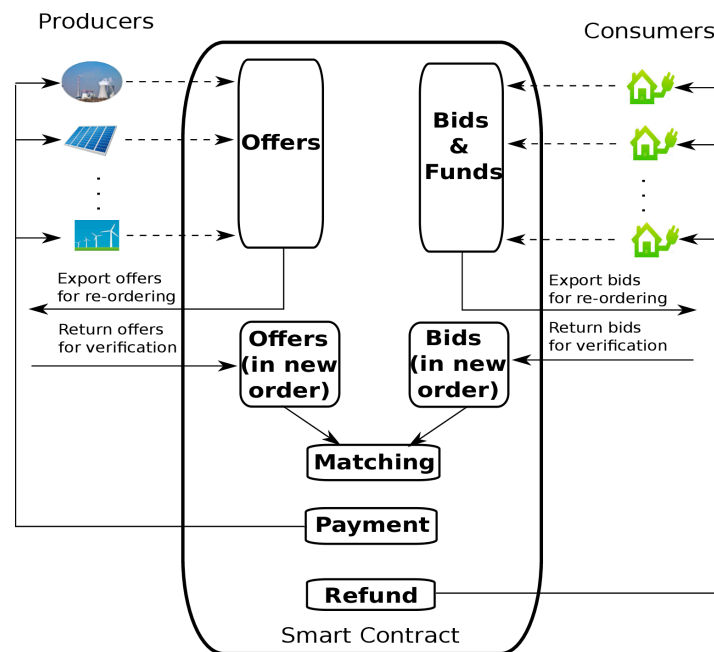 Producers
Consumers
Offers
Bids
&
Funds
Export offers
for re-ordering
Export bids
for re-ordering
Return offers
for verification
Return bids
for verification
Offers
(in new
order)
Bids
(in new
order)
Matching
Payment
Refund
Smart Contract